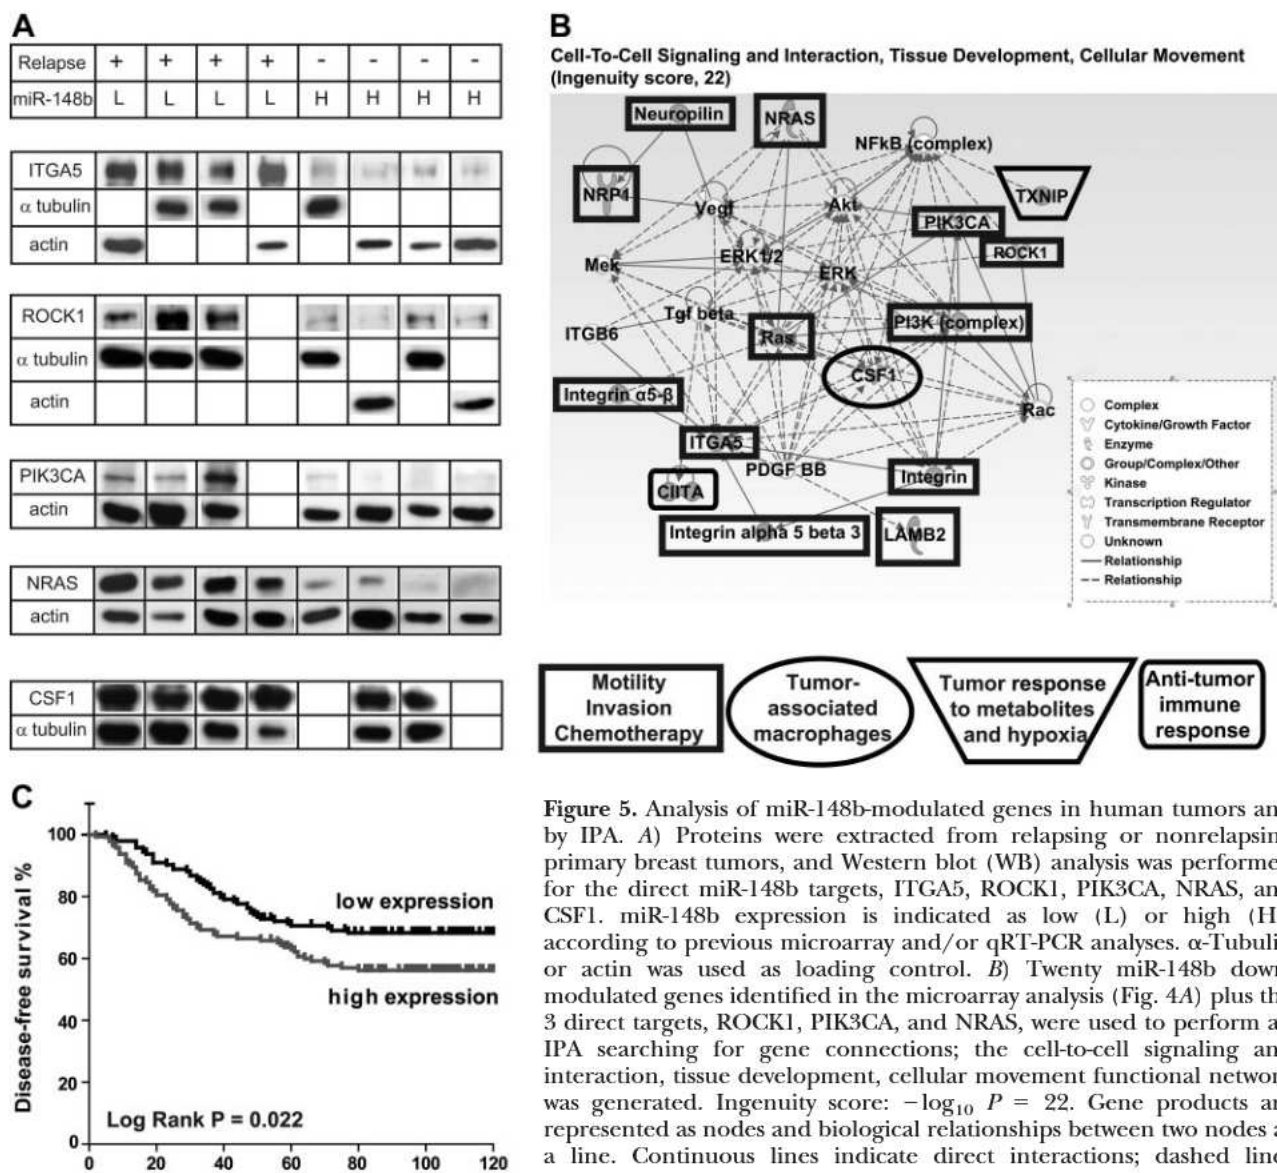 A
Relapse + + + + - - - -
miR-148b L L L L H H H H
ITGA5
α tubulin
actin
ROCK1
α tubulin
actin
PIK3CA
actin
NRAS
actin
CSF1
α tubulin
B
Cell-To-Cell Signaling and Interaction, Tissue Development, Cellular Movement
(Ingenuity score, 22)
Neuropilin
NRAS
NFkB (complex)
NRP1
Vegf
Akt
TXNIP
PIK3CA
ROCK1
Mek
ERK1/2
ERK
Tgf beta
ITGB6
Ras
PI3K (complex)
CSF1
Integrin α5-β
Rac
ITGA5
PDGF BB
Integrin
CIITA
Integrin alpha 5 beta 3
LAMB2
Complex
Cytokine/Growth Factor
Enzyme
Group/Complex/Other
Kinase
Transcription Regulator
Transmembrane Receptor
Unknown
Relationship
Relationship
Motility
Invasion
Chemotherapy
Tumor-
associated
macrophages
Tumor response
to metabolites
and hypoxia
Anti-tumor
immune
response
C
Disease-free survival %
100
80
60
40
20
0
low expression
high expression
Log Rank P = 0.022
0 20 40 60 80 100 120
Figure 5. Analysis of miR-148b-modulated genes in human tumors an
by IPA. A) Proteins were extracted from relapsing or nonrelapsin
primary breast tumors, and Western blot (WB) analysis was performe
for the direct miR-148b targets, ITGA5, ROCK1, PIK3CA, NRAS, an
CSF1. miR-148b expression is indicated as low (L) or high (H
according to previous microarray and/or qRT-PCR analyses. α-Tubuli
or actin was used as loading control. B) Twenty miR-148b down
modulated genes identified in the microarray analysis (Fig. 4A) plus th
3 direct targets, ROCK1, PIK3CA, and NRAS, were used to perform a
IPA searching for gene connections; the cell-to-cell signaling an
interaction, tissue development, cellular movement functional networ
was generated. Ingenuity score: −log10 P = 22. Gene products ar
represented as nodes and biological relationships between two nodes a
a line. Continuous lines indicate direct interactions; dashed line